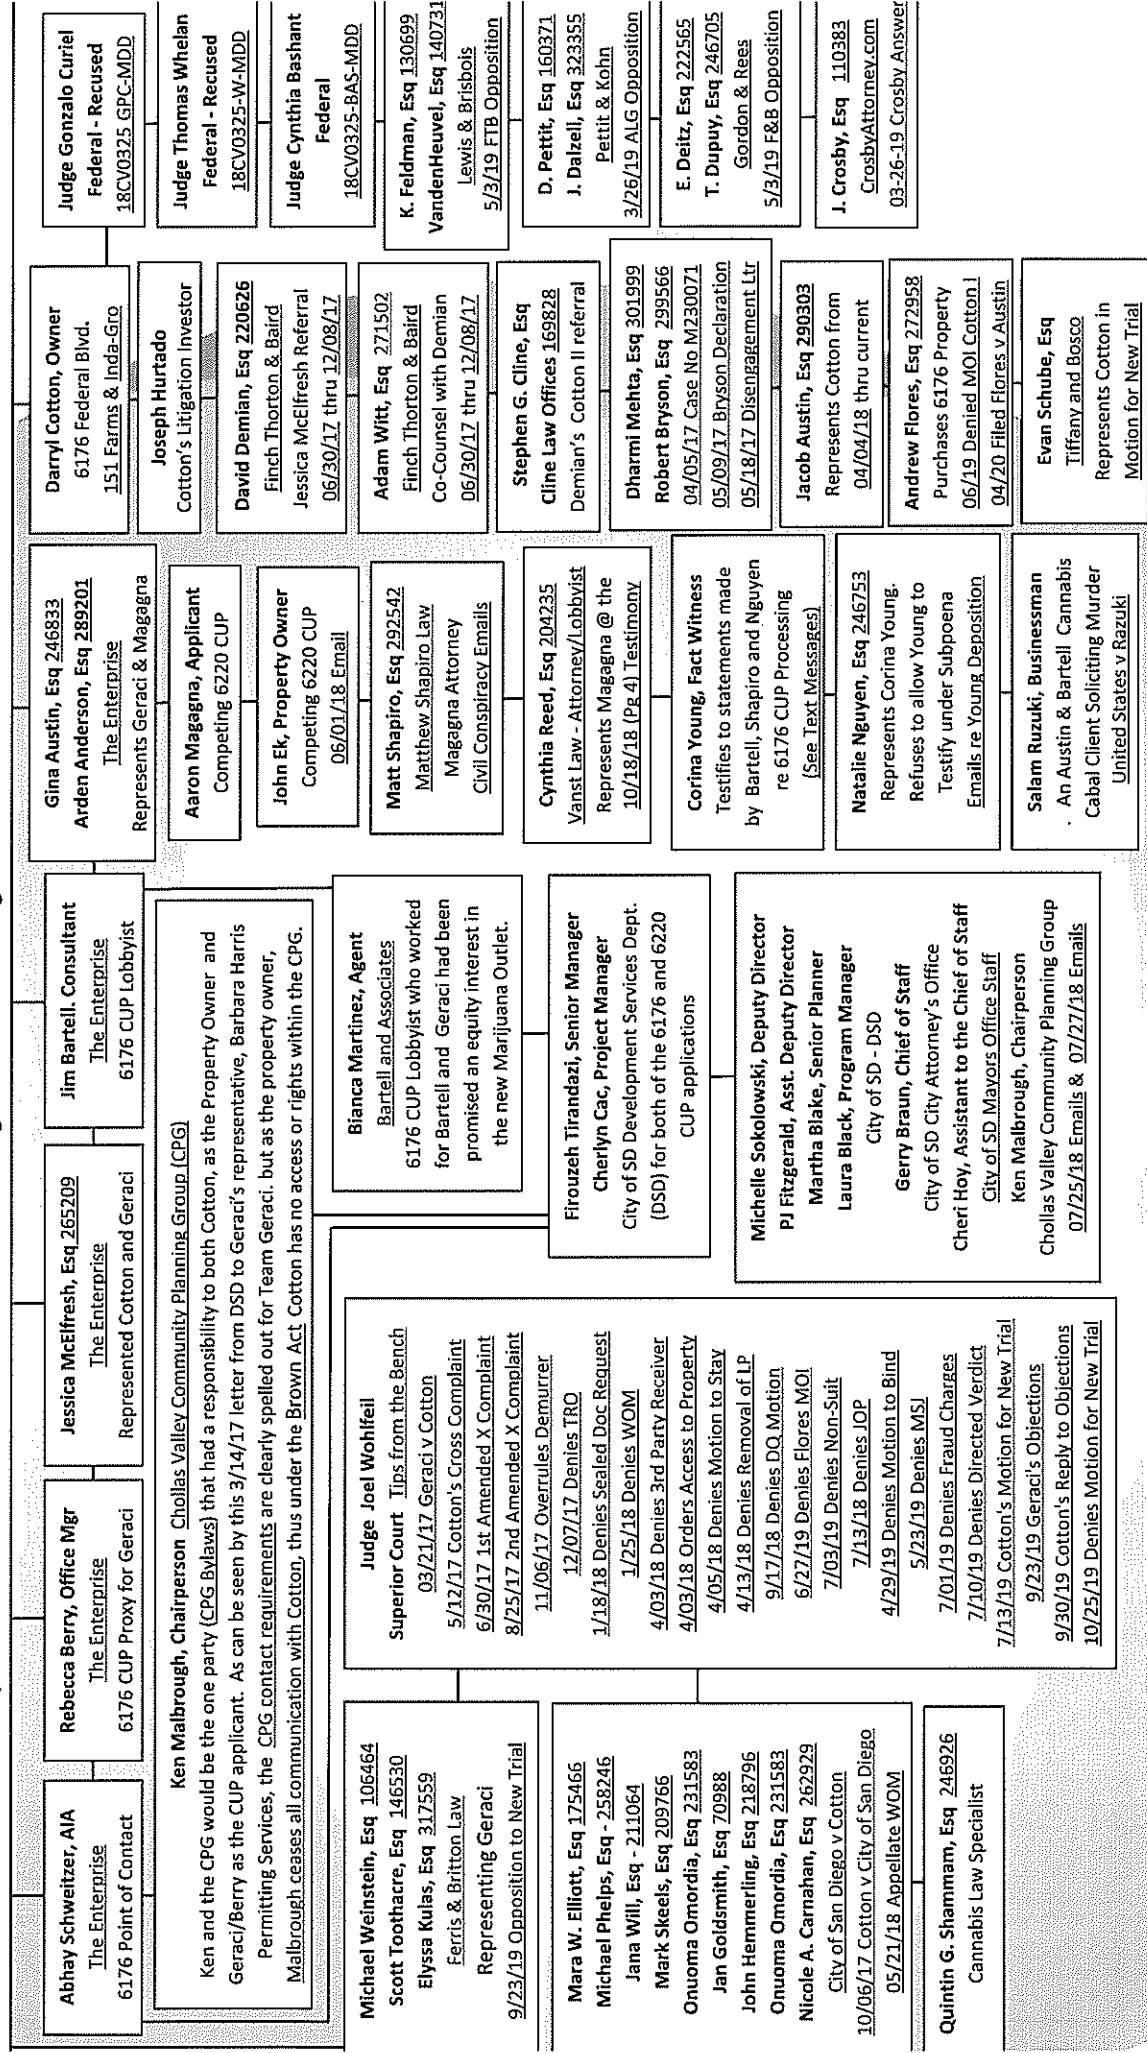 Abhay Schweitzer, AIA
The Enterprise
6176 Point of Contact
Rebecca Berry, Office Mgr
The Enterprise
6176 CUP Proxy for Geraci
Jessica McElfresh, Esq 265209
The Enterprise
Represented Cotton and Geraci
Jim Bartell. Consultant
The Enterprise
6176 CUP Lobbyist
Gina Austin, Esq 246833
Arden Anderson, Esq 289201
The Enterprise
Represents Geraci & Magagna
Darryl Cotton, Owner
6176 Federal Blvd.
151 Farms & Inda-Gro
Judge Gonzalo Curiel
Federal - Recused
18CV0325 GPC-MDD
Ken Malbrough, Chairperson Chollas Valley Community Planning Group (CPG)
Ken and the CPG would be the one party (CPG Bylaws) that had a responsibility to both Cotton, as the Property Owner and
Geraci/Berry as the CUP applicant. As can be seen by this 3/14/17 letter from DSD to Geraci's representative, Barbara Harris
Permitting Services, the CPG contact requirements are clearly spelled out for Team Geraci. but as the property owner,
Malbrough ceases all communication with Cotton, thus under the Brown Act Cotton has no access or rights within the CPG.
Michael Weinstein, Esq 106464
Scott Toothacre, Esq 146530
Elyssa Kulas, Esq 317559
Ferris & Britton Law
Representing Geraci
9/23/19 Opposition to New Trial
Mara W. Elliott, Esq 175466
Michael Phelps, Esq - 258246
Jana Will, Esq - 211064
Mark Skeels, Esq 209766
Onuoma Omordia, Esq 231583
Jan Goldsmith, Esq 70988
John Hemmerling, Esq 218796
Onuoma Omordia, Esq 231583
Nicole A. Carnahan, Esq 262929
City of San Diego v Cotton
10/06/17 Cotton v City of San Diego
05/21/18 Appellate WOM
Quintin G. Shammam, Esq 246926
Cannabis Law Specialist
Judge Joel Wohlfeil
Superior Court Tips from the Bench
03/21/17 Geraci v Cotton
5/12/17 Cotton's Cross Complaint
6/30/17 1st Amended X Complaint
8/25/17 2nd Amended X Complaint
11/06/17 Overrules Demurrer
12/07/17 Denies TRO
1/18/18 Denies Sealed Doc Request
1/25/18 Denies WOM
4/03/18 Denies 3rd Party Receiver
4/03/18 Orders Access to Property
4/05/18 Denies Motion to Stay
4/13/18 Denies Removal of LP
9/17/18 Denies DQ Motion
6/27/19 Denies Flores MOI
7/03/19 Denies Non-Suit
7/13/18 Denies JOP
4/29/19 Denies Motion to Bind
5/23/19 Denies MSJ
7/01/19 Denies Fraud Charges
7/10/19 Denies Directed Verdict
7/13/19 Cotton's Motion for New Trial
9/23/19 Geraci's Objections
9/30/19 Cotton's Reply to Objections
10/25/19 Denies Motion for New Trial
Bianca Martinez, Agent
Bartell and Associates
6176 CUP Lobbyist who worked
for Bartell and Geraci had been
promised an equity interest in
the new Marijuana Outlet.
Firouzeh Tirandazi, Senior Manager
Cherlyn Cac, Project Manager
City of SD Development Services Dept.
(DSD) for both of the 6176 and 6220
CUP applications
Michelle Sokolowski, Deputy Director
PJ Fitzgerald, Asst. Deputy Director
Martha Blake, Senior Planner
Laura Black, Program Manager
City of SD - DSD
Gerry Braun, Chief of Staff
City of SD City Attorney's Office
Cheri Hoy, Assistant to the Chief of Staff
City of SD Mayors Office Staff
Ken Malbrough, Chairperson
Chollas Valley Community Planning Group
07/25/18 Emails & 07/27/18 Emails
Aaron Magagna, Applicant
Competing 6220 CUP
John Ek, Property Owner
Competing 6220 CUP
06/01/18 Email
Matt Shapiro, Esq 292542
Matthew Shapiro Law
Magagna Attorney
Civil Conspiracy Emails
Cynthia Reed, Esq 204235
Vanst Law - Attorney/Lobbyist
Represents Magagna @ the
10/18/18 (Pg 4) Testimony
Corina Young, Fact Witness
Testifies to statements made
by Bartell, Shapiro and Nguyen
re 6176 CUP Processing
(See Text Messages)
Natalie Nguyen, Esq 246753
Represents Corina Young.
Refuses to allow Young to
Testify under Subpoena
Emails re Young Deposition
Salam Ruzuki, Businessman
. An Austin & Bartell Cannabis
Cabal Client Soliciting Murder
United States v Razuki
Joseph Hurtado
Cotton's Litigation Investor
David Demian, Esq 220626
Finch Thorton & Baird
Jessica McElfresh Referral
06/30/17 thru 12/08/17
Adam Witt, Esq 271502
Finch Thorton & Baird
Co-Counsel with Demian
06/30/17 thru 12/08/17
Stephen G. Cline, Esq
Cline Law Offices 169828
Demian's Cotton II referral
Dharmi Mehta, Esq 301999
Robert Bryson, Esq 299566
04/05/17 Case No M230071
05/09/17 Bryson Declaration
05/18/17 Disengagement Ltr
Jacob Austin, Esq 290303
Represents Cotton from
04/04/18 thru current
Andrew Flores, Esq 272958
Purchases 6176 Property
06/19 Denied MOI Cotton I
04/20 Filed Flores v Austin
Evan Schube, Esq
Tiffany and Bosco
Represents Cotton in
Motion for New Trial
Judge Thomas Whelan
Federal - Recused
18CV0325-W-MDD
Judge Cynthia Bashant
Federal
18CV0325-BAS-MDD
K. Feldman, Esq 130699
VandenHeuvel, Esq 140731
Lewis & Brisbois
5/3/19 FTB Opposition
D. Pettit, Esq 160371
J. Dalzell, Esq 323355
Pettit & Kohn
3/26/19 ALG Opposition
E. Deitz, Esq 222565
T. Dupuy, Esq 246705
Gordon & Rees
5/3/19 F&B Opposition
J. Crosby, Esq 110383
CrosbyAttorney.com
03-26-19 Crosby Answer